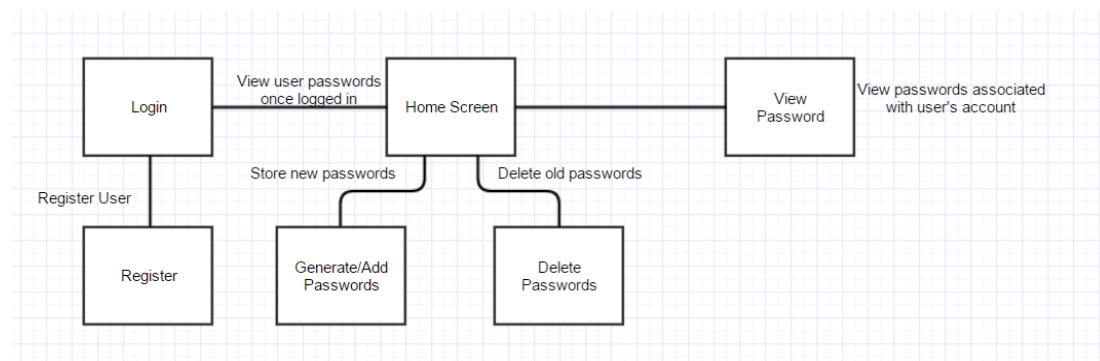 Login
View user passwords
once logged in
Home Screen
View
Password
View passwords associated
with user's account
Store new passwords
Delete old passwords
Register User
Register
Generate/Add
Passwords
Delete
Passwords